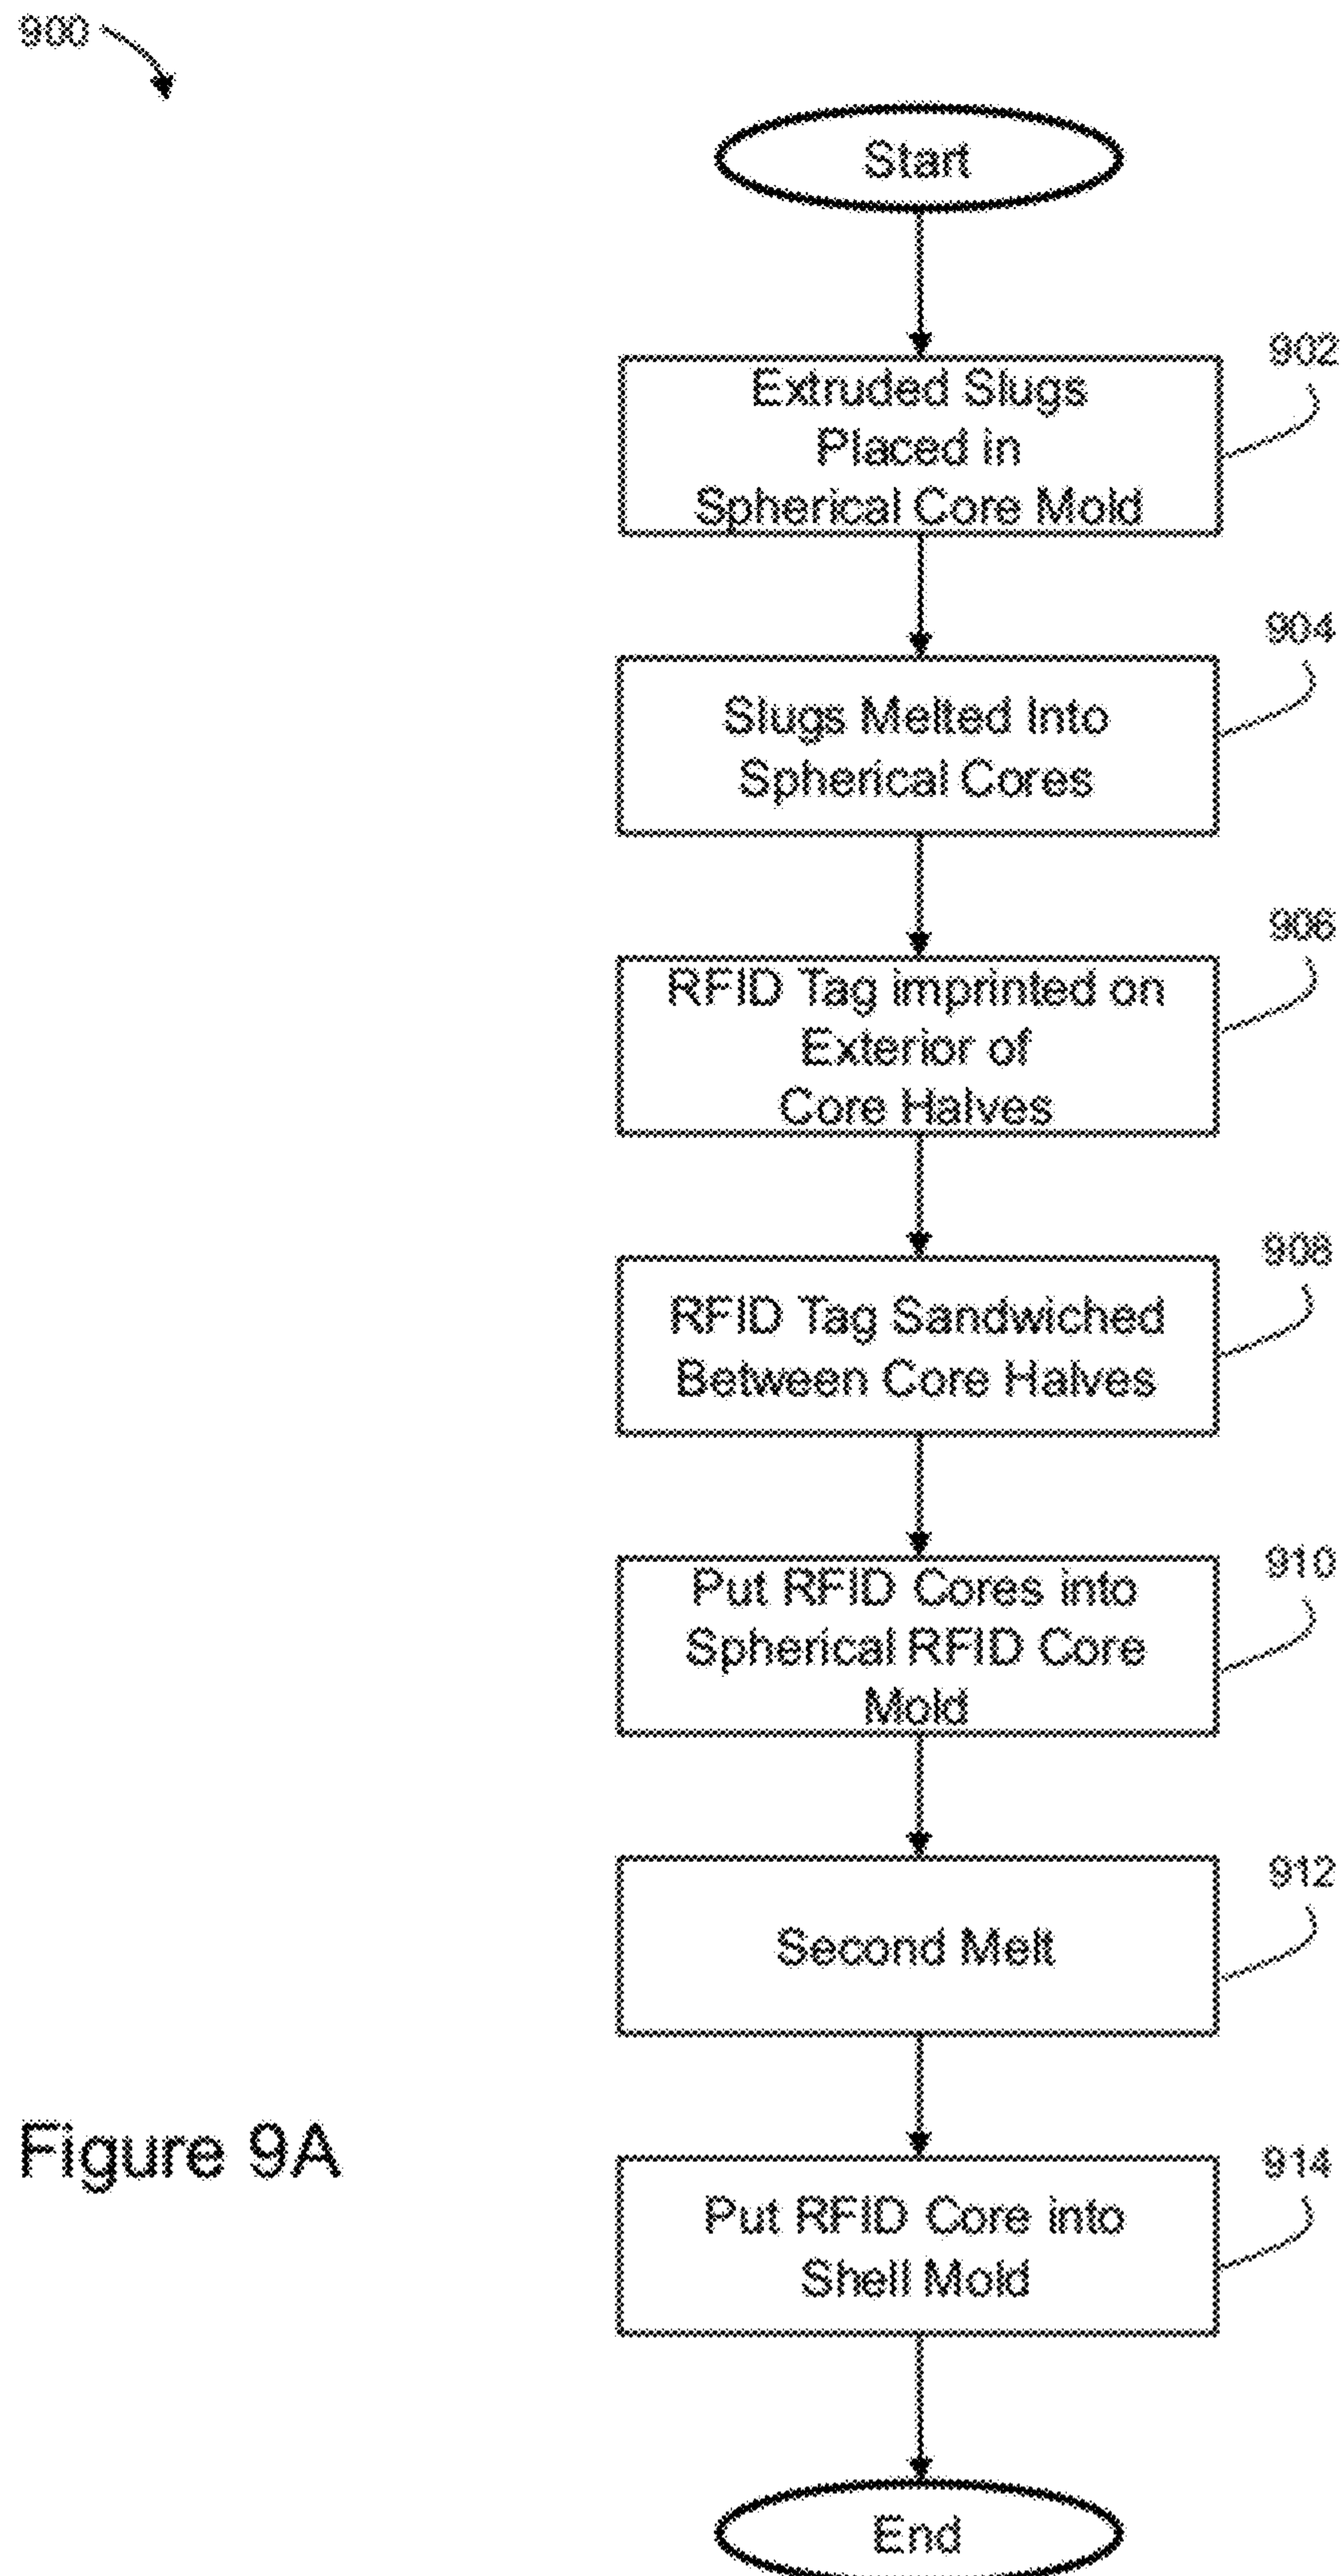 900
Start
902
Extruded Slugs
Placed in
Spherical Core Mold
904
Slugs Melted Into
Spherical Cores
906
RFID Tag imprinted on
Exterior of
Core Halves
908
RFID Tag Sandwiched
Between Core Halves
910
Put RFID Cores into
Spherical RFID Core
Mold
912
Second Melt
Figure 9A
914
Put RFID Core into
Shell Mold
End